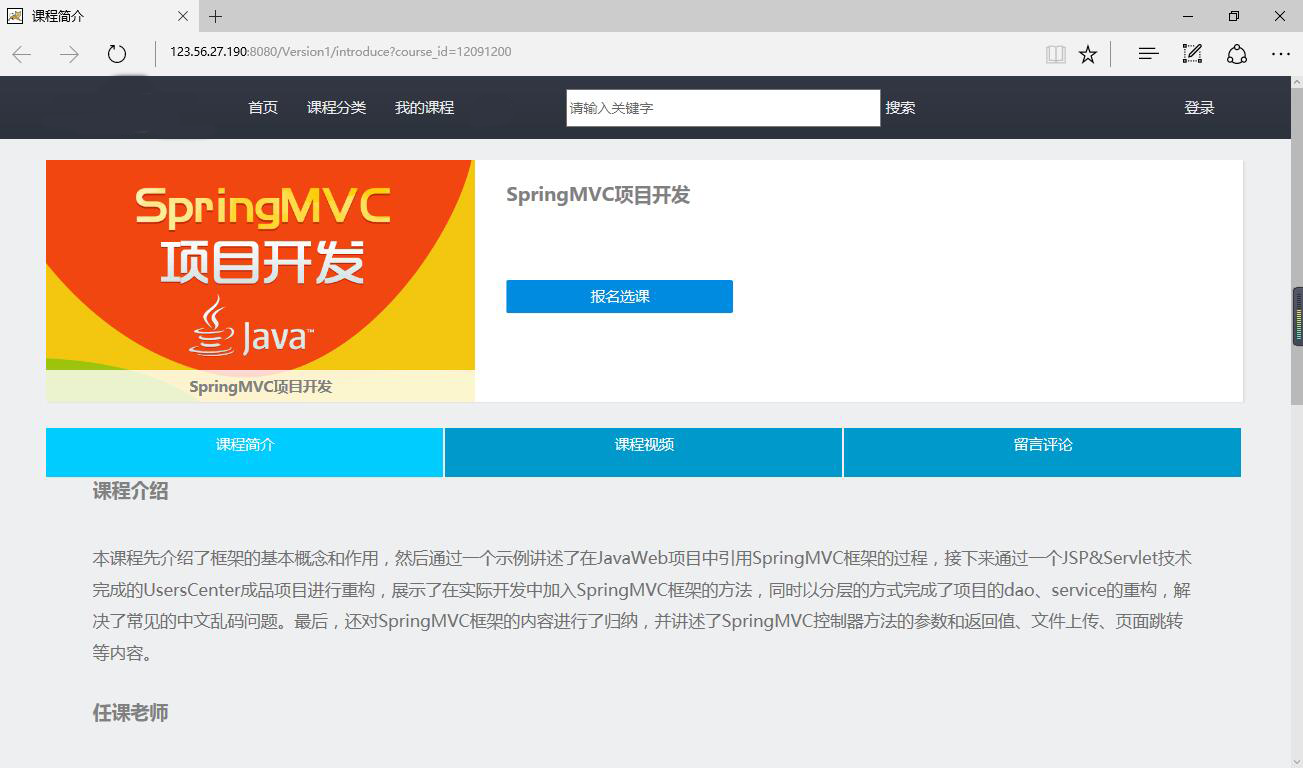 课程简介
123.56.27.190:8080/Version1/introduce?course_id=12091200
首页 课程分类 我的课程 请输入关键字 搜索 登录
SpringMVC
项目开发
Java™
SpringMVC项目开发
SpringMVC项目开发
报名选课
课程简介 课程视频 留言评论
课程介绍
本课程先介绍了框架的基本概念和作用，然后通过一个示例讲述了在JavaWeb项目中引用SpringMVC框架的过程，接下来通过一个JSP&Servlet技术
完成的UsersCenter成品项目进行重构，展示了在实际开发中加入SpringMVC框架的方法，同时以分层的方式完成了项目的dao、service的重构，解
决了常见的中文乱码问题。最后，还对SpringMVC框架的内容进行了归纳，并讲述了SpringMVC控制器方法的参数和返回值、文件上传、页面跳转
等内容。
任课老师